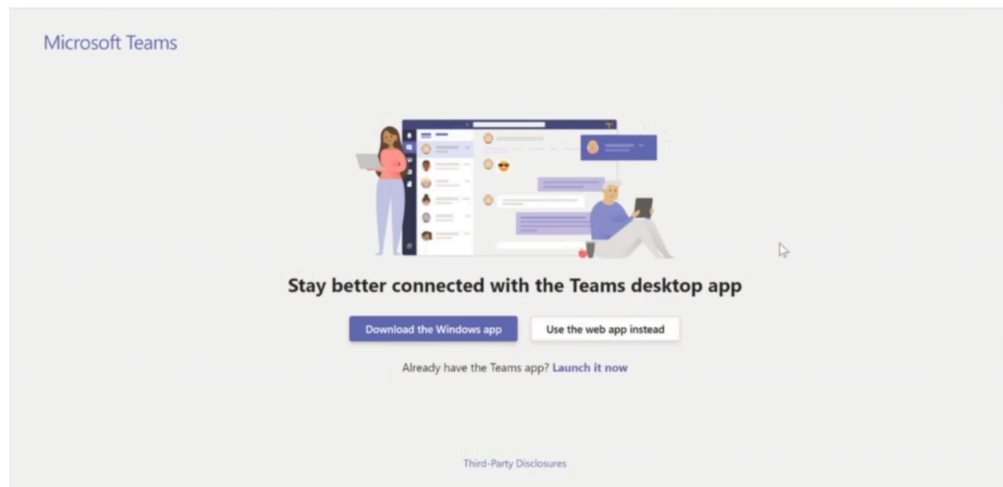 Microsoft Teams
Stay better connected with the Teams desktop app
Download the Windows app
Use the web app instead
Already have the Teams app? Launch it now
Third-Party Disclosures